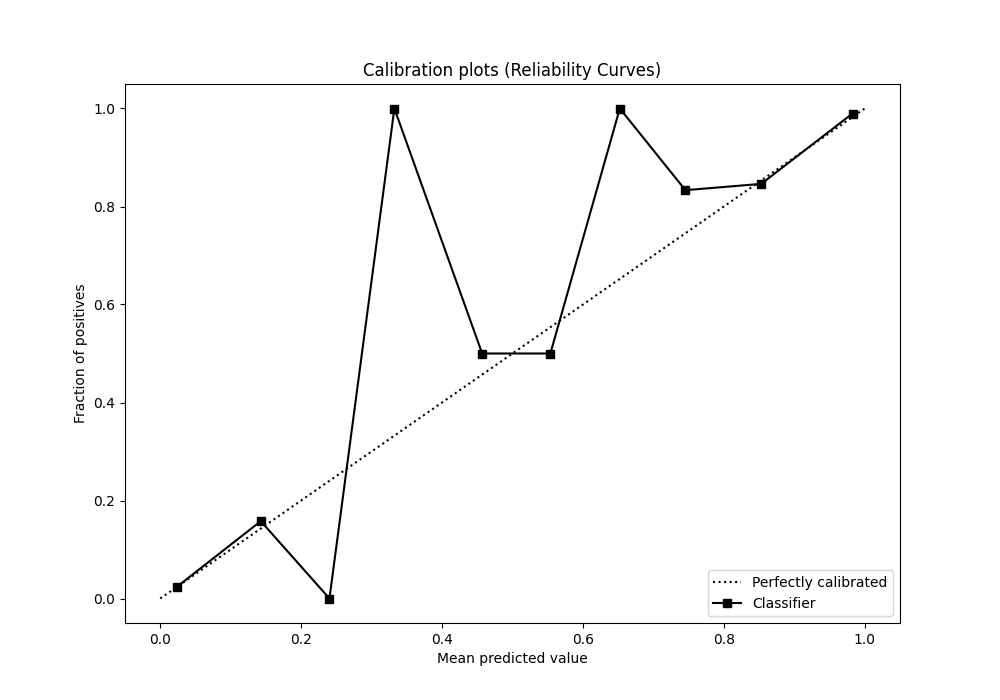 Calibration plots (Reliability Curves)
1.0
0.8
0.6
0.4
0.2
0.0
Fraction of positives
0.0 0.2 0.4 0.6 0.8 1.0
Mean predicted value
Perfectly calibrated
Classifier